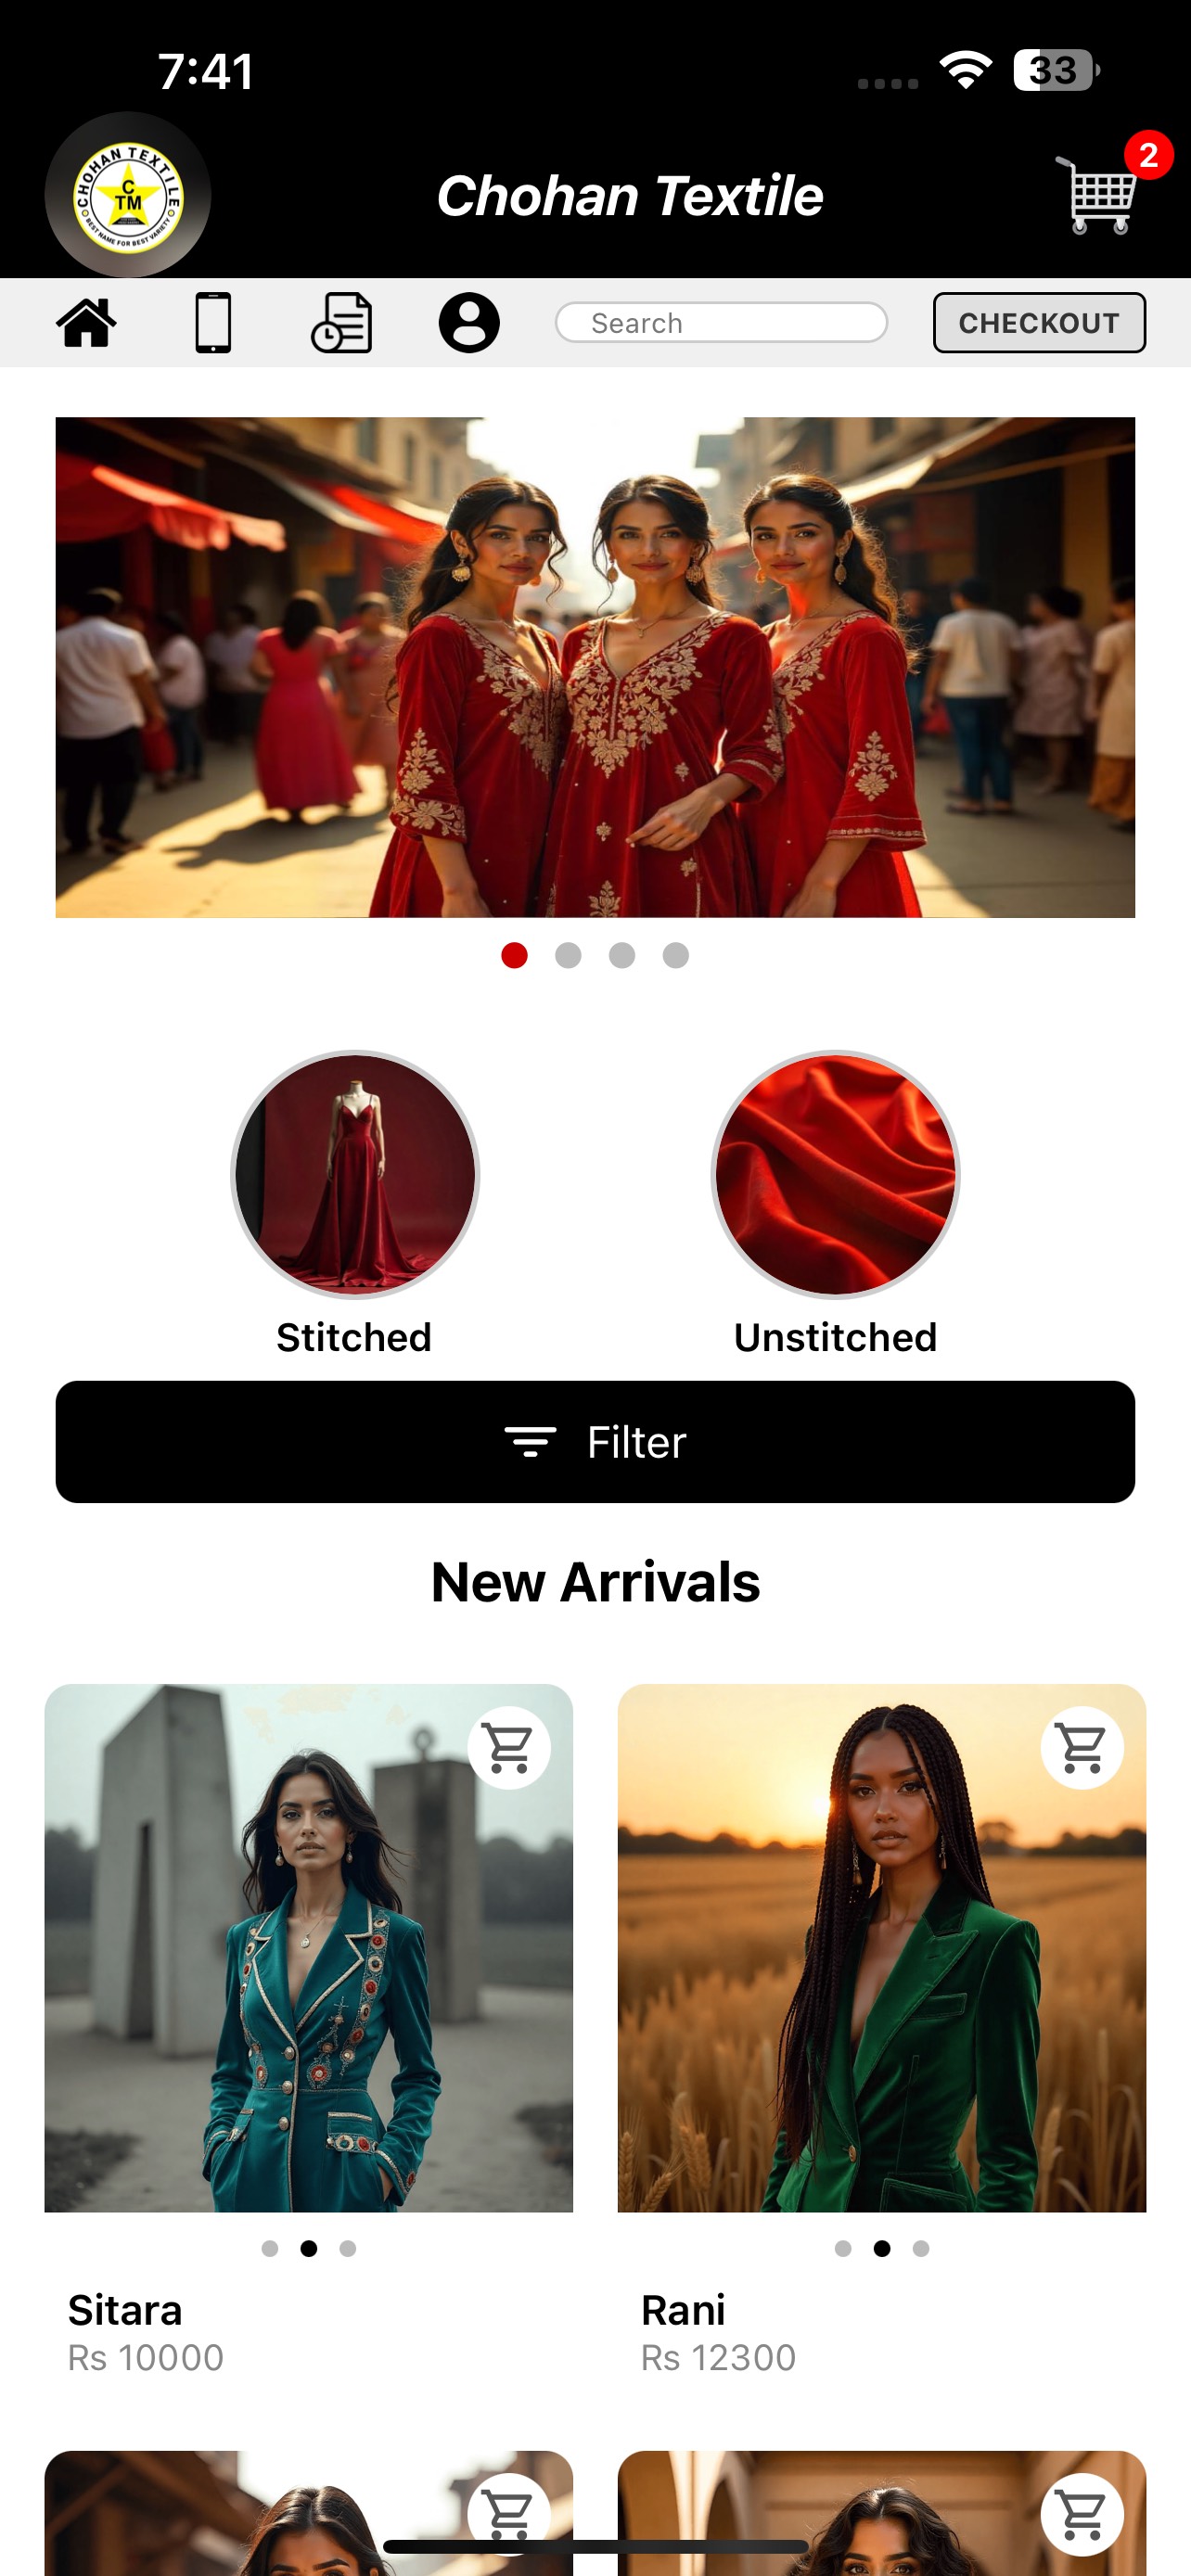 7:41
33
CHOHAN TEXTILE
CTM
BEST NAME FOR BEST VARIETY
Chohan Textile
2
Search
CHECKOUT
Stitched
Unstitched
Filter
New Arrivals
Sitara
Rs 10000
Rani
Rs 12300